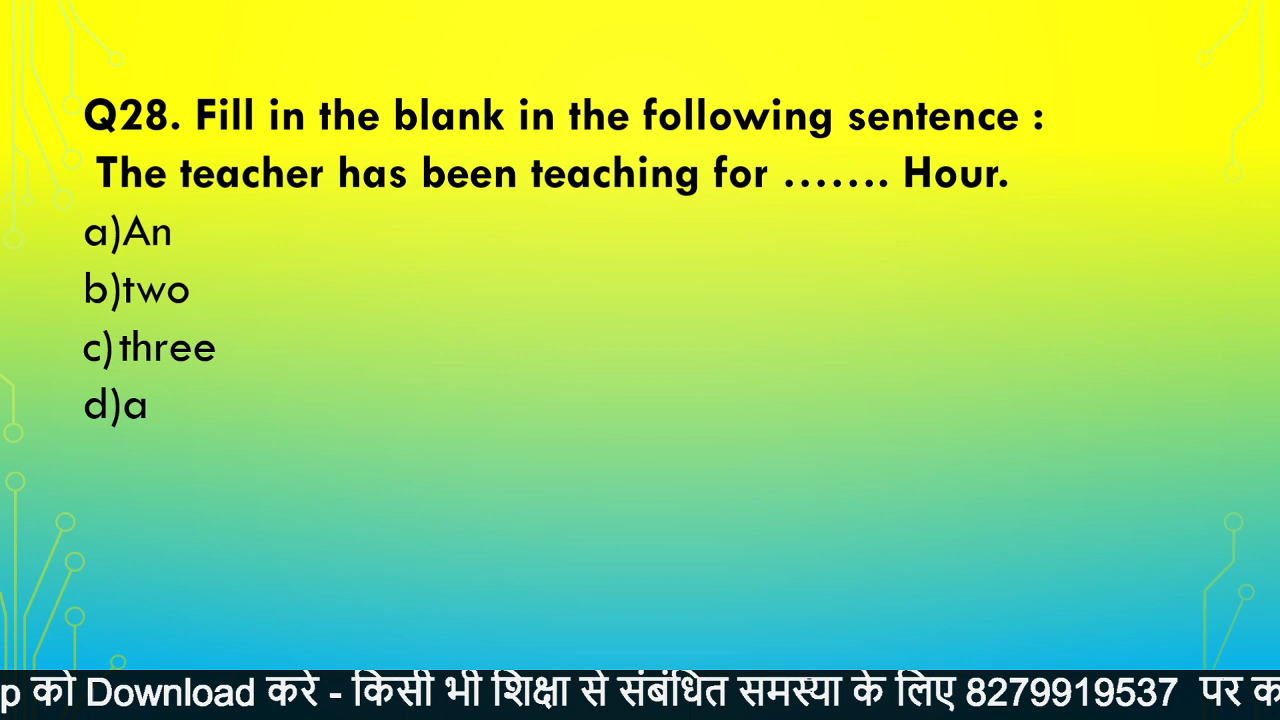 Q28. Fill in the blank in the following sentence :
The teacher has been teaching for ....... Hour.
a)An
b)two
c)three
d)a
p को Download करे - किसी भी शिक्षा से संबंधित समस्या के लिए 8279919537 पर क